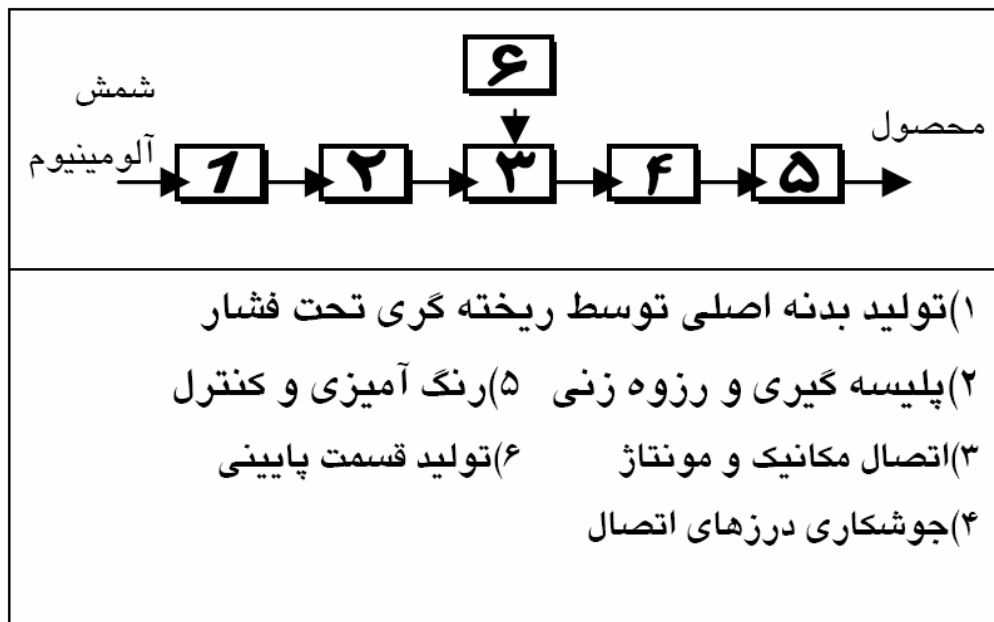 ۶
شمش
آلومینیوم
1 ۲ ۳ ۴ ۵
محصول
۱)تولید بدنه اصلی توسط ریخته گری تحت فشار
۲)پلیسه گیری و رزوه زنی ۵)رنگ آمیزی و کنترل
۳)اتصال مکانیک و مونتاژ ۶)تولید قسمت پایینی
۴)جوشکاری درزهای اتصال